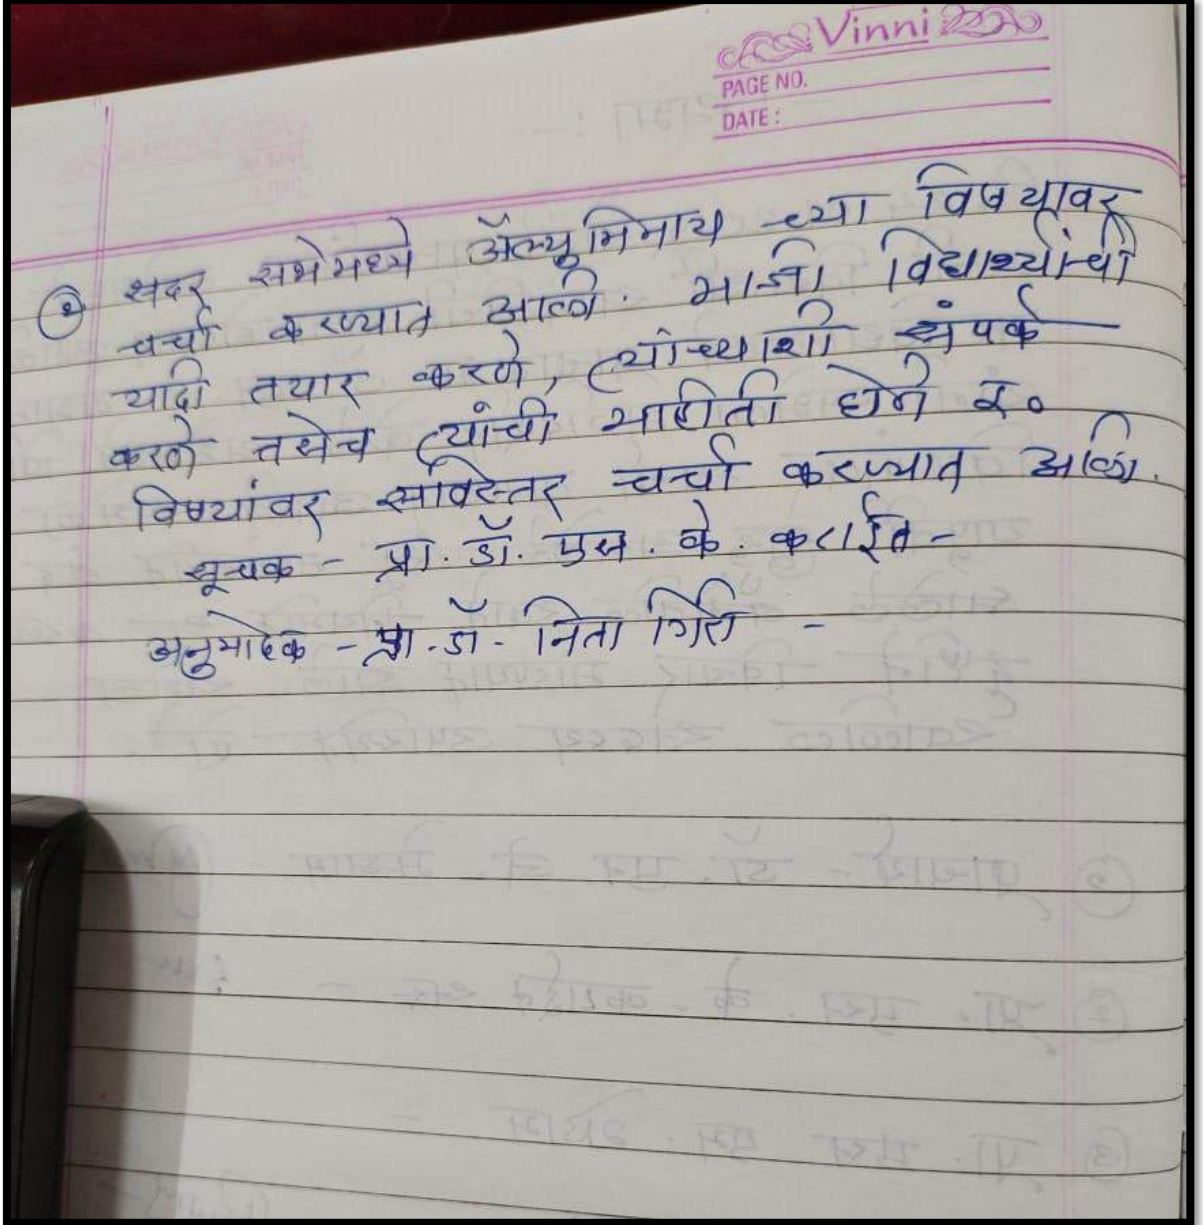 Vinni
PAGE NO.
DATE :
② सदर सभेमध्ये ॲल्युमिनाय च्या विषयावर
चर्चा करण्यात आली. माजी विद्यार्थ्यांची
यादी तयार करणे, त्यांच्याशी संपर्क
करणे तसेच त्यांची माहीती घेने इ०
विषयांवर सविस्तर चर्चा करण्यात आली.
सूचक - प्रा. डॉ. एस. के. कराईत -
अनुमोदक - प्रा. डॉ. निता गिरी -